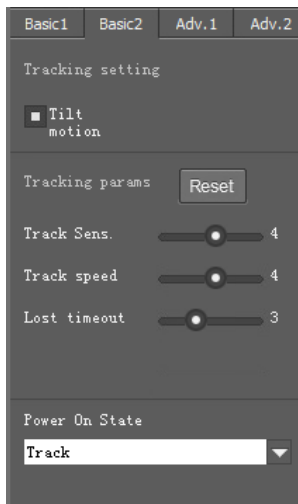 Basic1 Basic2 Adv.1 Adv.2
Tracking setting
Tilt
motion
Tracking params Reset
Track Sens. 4
Track speed 4
Lost timeout 3
Power On State
Track